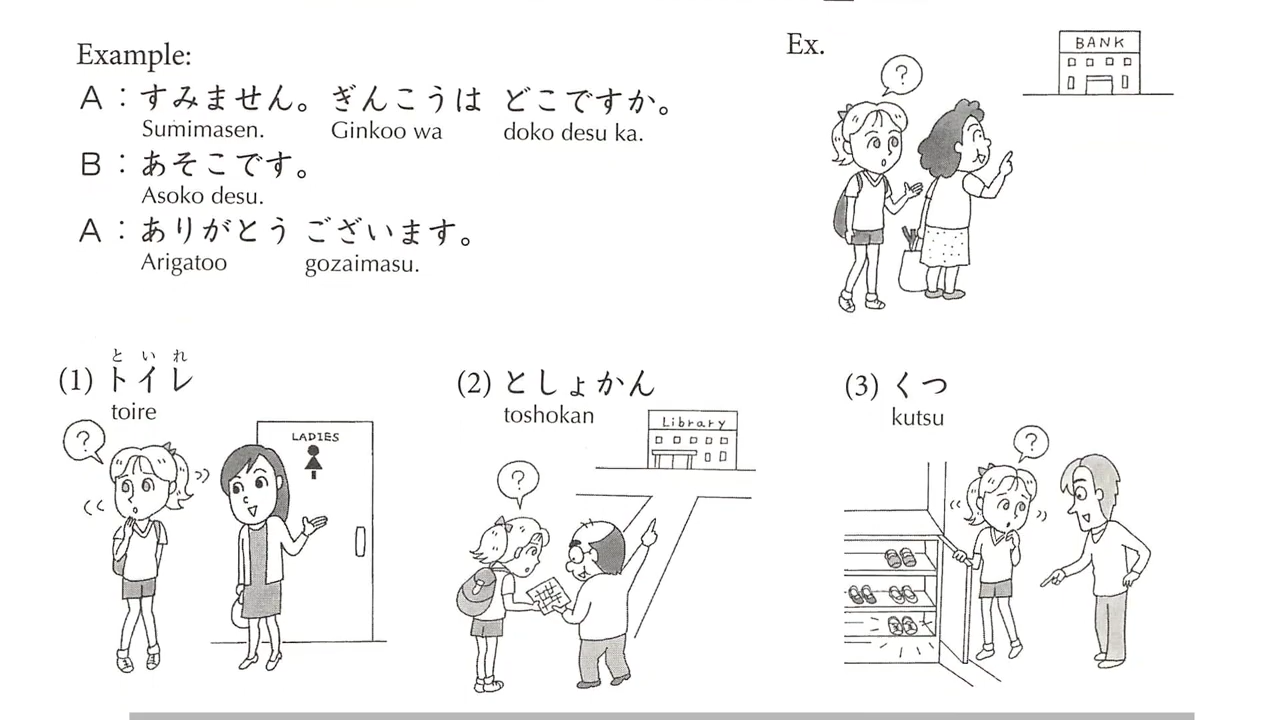 Example:
A：すみません。 ぎんこうは どこですか。
Sumimasen. Ginkoo wa doko desu ka.
B：あそこです。
Asoko desu.
A：ありがとう ございます。
Arigatoo gozaimasu.
Ex.
BANK
?
といれ
(1) トイレ
toire
?
LADIES
(2) としょかん
toshokan
Library
?
(3) くつ
kutsu
?